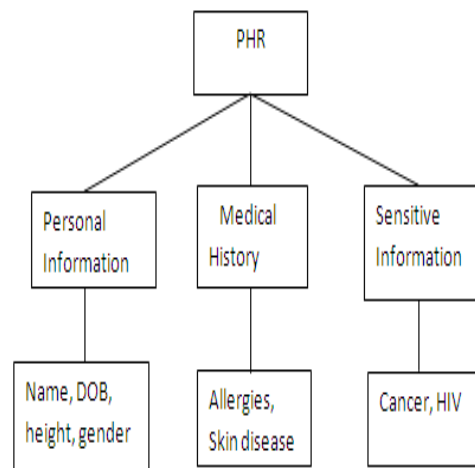 PHR
Personal
Information
Medical
History
Sensitive
Information
Name, DOB,
height, gender
Allergies,
Skin disease
Cancer, HIV